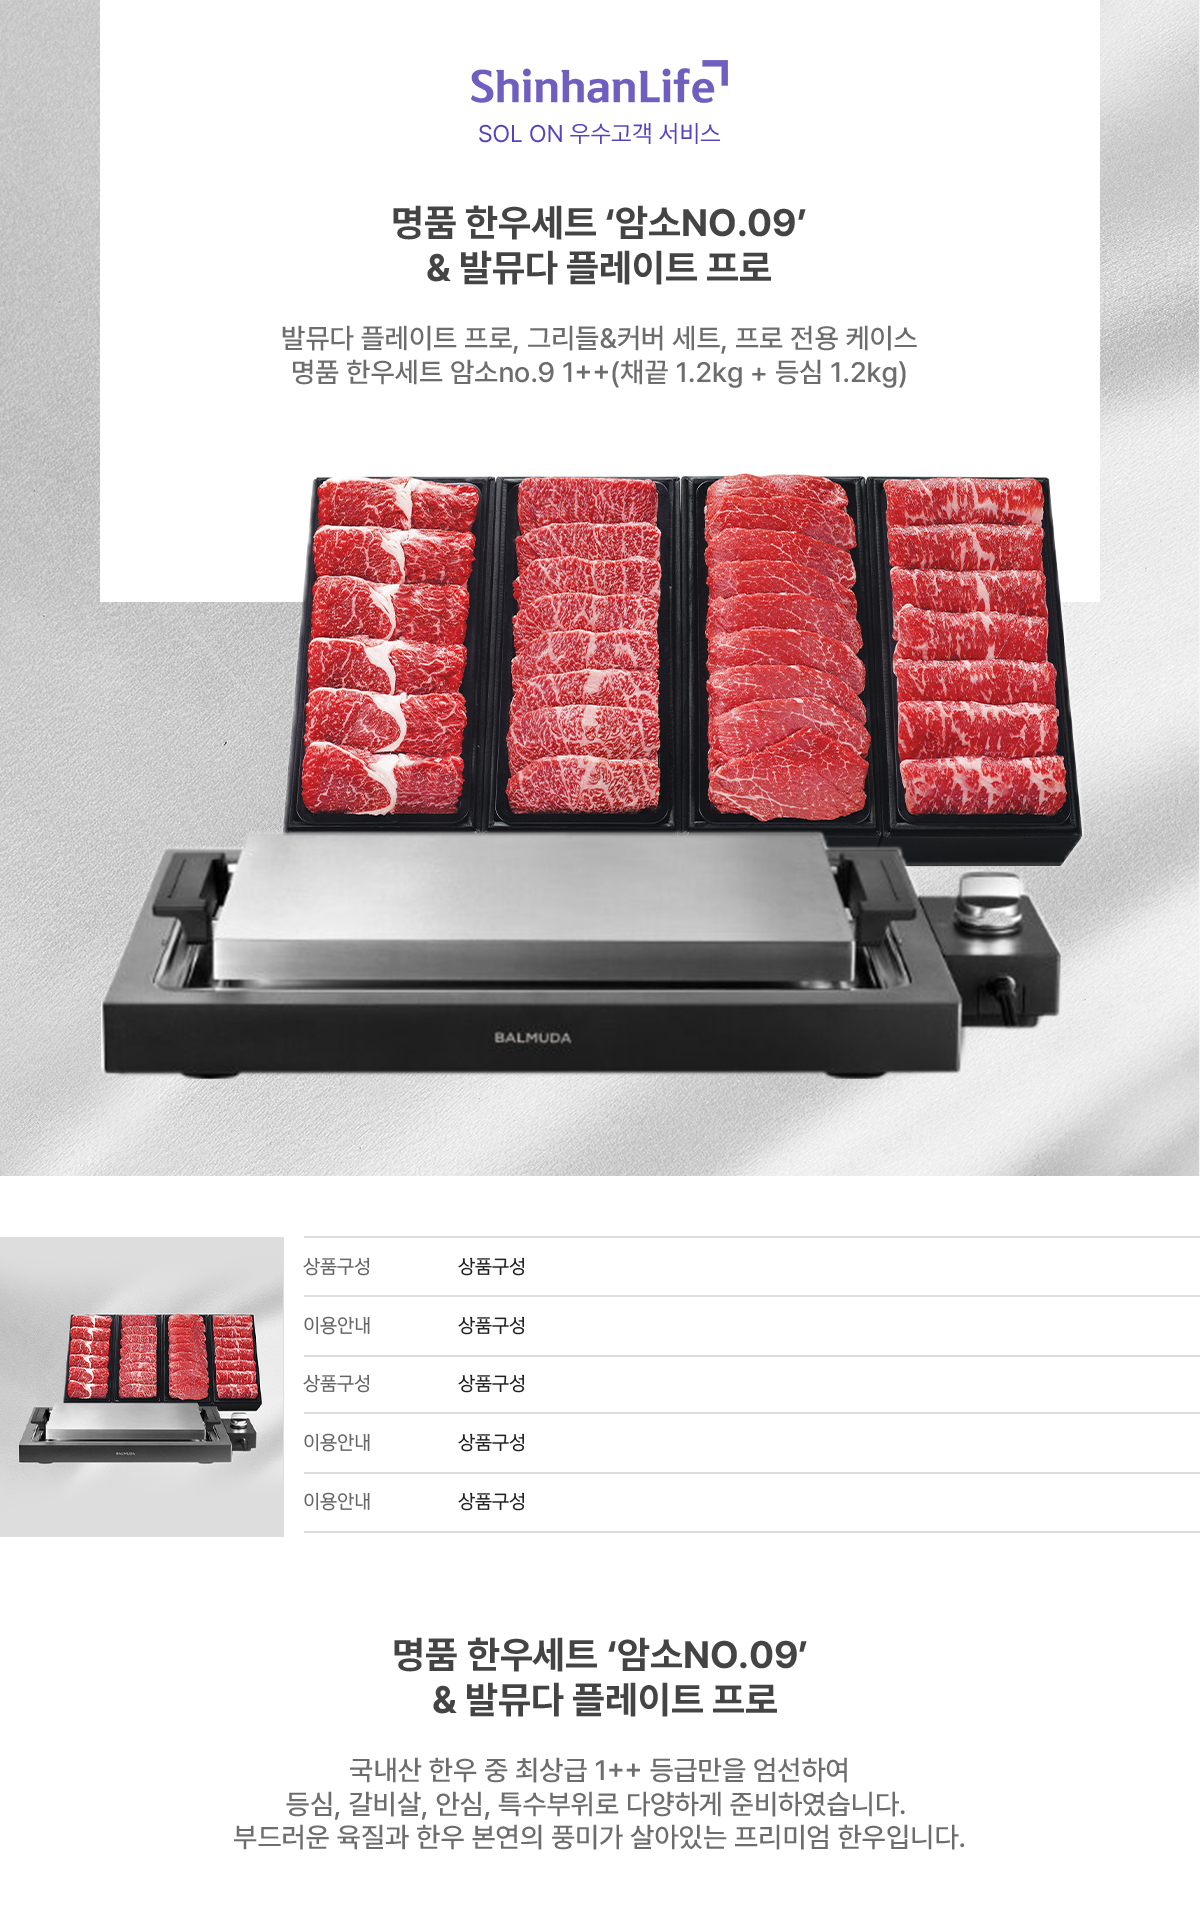 ShinhanLife
SOL ON 우수고객 서비스
명품 한우세트 ‘암소NO.09’
& 발뮤다 플레이트 프로
발뮤다 플레이트 프로, 그리들&커버 세트, 프로 전용 케이스
명품 한우세트 암소no.9 1++(채끝 1.2kg + 등심 1.2kg)
BALMUDA
상품구성 상품구성
이용안내 상품구성
상품구성 상품구성
이용안내 상품구성
이용안내 상품구성
BALMUDA
명품 한우세트 ‘암소NO.09’
& 발뮤다 플레이트 프로
국내산 한우 중 최상급 1++ 등급만을 엄선하여
등심, 갈비살, 안심, 특수부위로 다양하게 준비하였습니다.
부드러운 육질과 한우 본연의 풍미가 살아있는 프리미엄 한우입니다.